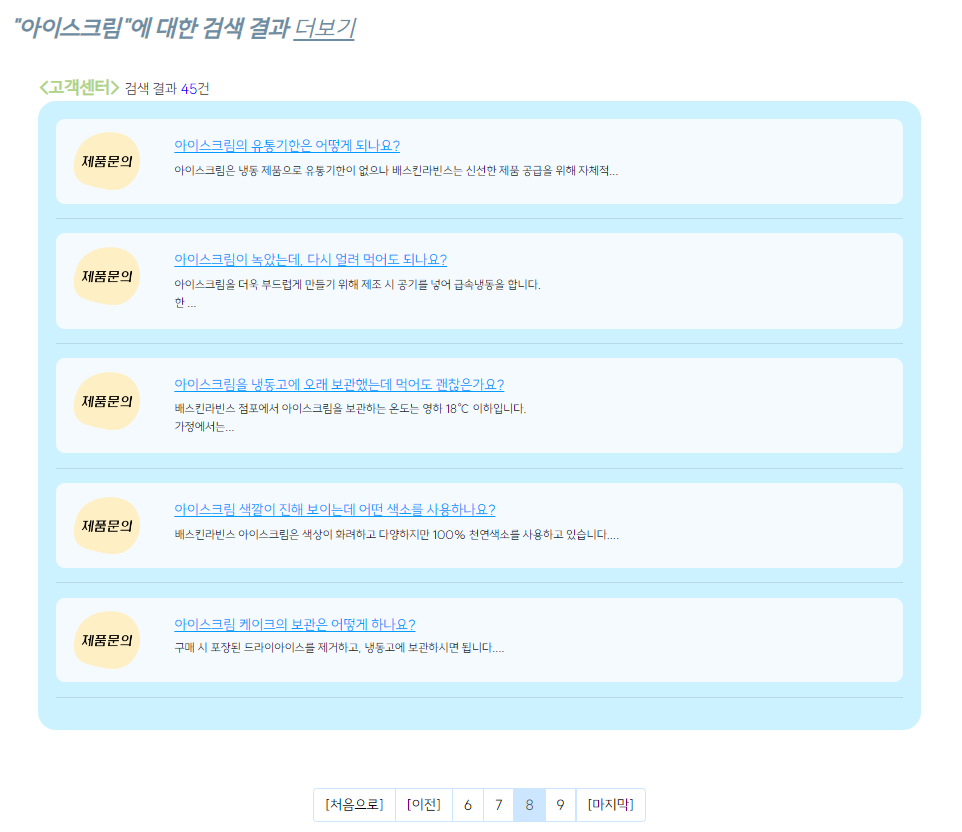 "아이스크림"에 대한 검색 결과 더보기
<고객센터> 검색 결과 45건
제품문의
아이스크림의 유통기한은 어떻게 되나요?
아이스크림은 냉동 제품으로 유통기한이 없으나 배스킨라빈스는 신선한 제품 공급을 위해 자체적...
제품문의
아이스크림이 녹았는데, 다시 얼려 먹어도 되나요?
아이스크림을 더욱 부드럽게 만들기 위해 제조 시 공기를 넣어 급속냉동을 합니다.
한 ...
제품문의
아이스크림을 냉동고에 오래 보관했는데 먹어도 괜찮은가요?
배스킨라빈스 점포에서 아이스크림을 보관하는 온도는 영하 18℃ 이하입니다.
가정에서는...
제품문의
아이스크림 색깔이 진해 보이는데 어떤 색소를 사용하나요?
배스킨라빈스 아이스크림은 색상이 화려하고 다양하지만 100% 천연색소를 사용하고 있습니다....
제품문의
아이스크림 케이크의 보관은 어떻게 하나요?
구매 시 포장된 드라이아이스를 제거하고, 냉동고에 보관하시면 됩니다....
[처음으로] [이전] 6 7 8 9 [마지막]